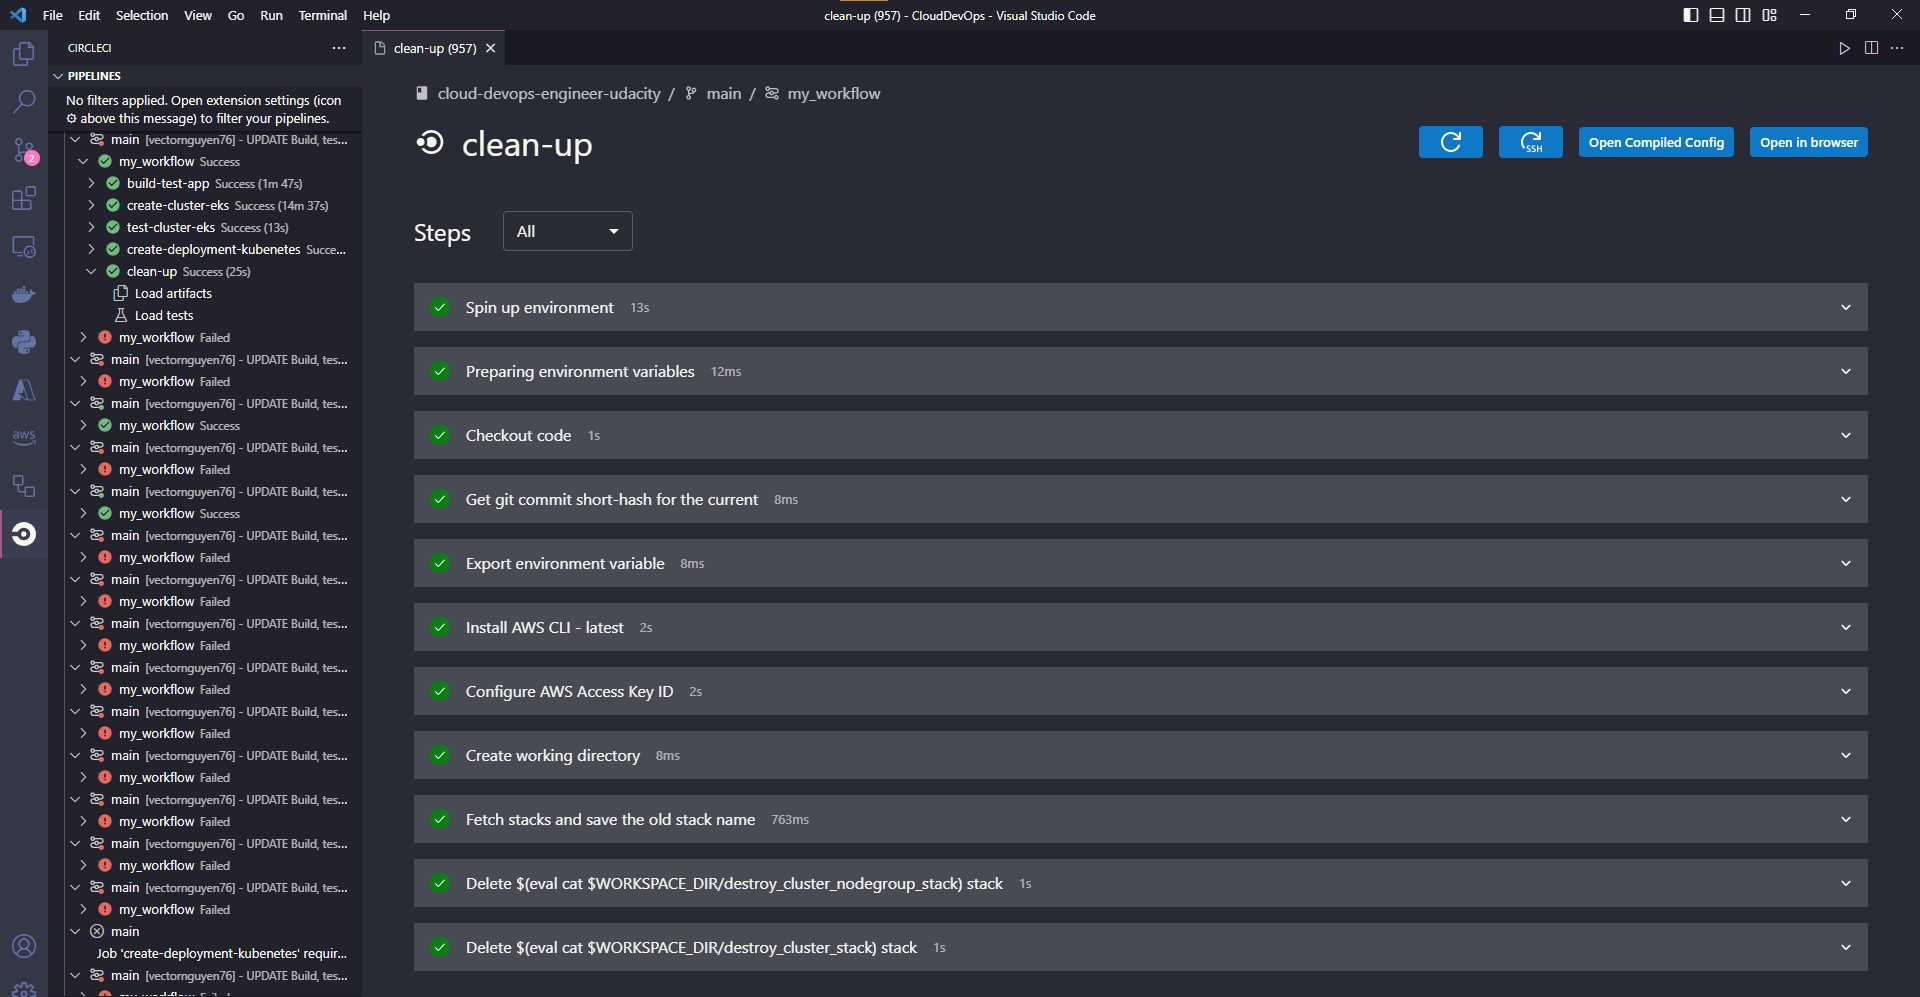 File Edit Selection View Go Run Terminal Help
clean-up (957) - CloudDevOps - Visual Studio Code
CIRCLECI
PIPELINES
No filters applied. Open extension settings (icon
above this message) to filter your pipelines.
main [vectornguyen76] - UPDATE Build, tes...
my_workflow Success
build-test-app Success (1m 47s)
create-cluster-eks Success (14m 37s)
test-cluster-eks Success (13s)
create-deployment-kubenetes Succe...
clean-up Success (25s)
Load artifacts
Load tests
my_workflow Failed
main [vectornguyen76] - UPDATE Build, tes...
my_workflow Failed
main [vectornguyen76] - UPDATE Build, tes...
my_workflow Success
main [vectornguyen76] - UPDATE Build, tes...
my_workflow Failed
main [vectornguyen76] - UPDATE Build, tes...
my_workflow Success
main [vectornguyen76] - UPDATE Build, tes...
my_workflow Failed
main [vectornguyen76] - UPDATE Build, tes...
my_workflow Failed
main [vectornguyen76] - UPDATE Build, tes...
my_workflow Failed
main [vectornguyen76] - UPDATE Build, tes...
my_workflow Failed
main [vectornguyen76] - UPDATE Build, tes...
my_workflow Failed
main [vectornguyen76] - UPDATE Build, tes...
my_workflow Failed
main [vectornguyen76] - UPDATE Build, tes...
my_workflow Failed
main [vectornguyen76] - UPDATE Build, tes...
my_workflow Failed
main [vectornguyen76] - UPDATE Build, tes...
my_workflow Failed
main
Job 'create-deployment-kubenetes' requir...
main [vectornguyen76] - UPDATE Build, tes...
2
aws
clean-up (957)
cloud-devops-engineer-udacity / main / my_workflow
clean-up
SSH
Open Compiled Config
Open in browser
Steps
All
Spin up environment 13s
Preparing environment variables 12ms
Checkout code 1s
Get git commit short-hash for the current 8ms
Export environment variable 8ms
Install AWS CLI - latest 2s
Configure AWS Access Key ID 2s
Create working directory 8ms
Fetch stacks and save the old stack name 763ms
Delete $(eval cat $WORKSPACE_DIR/destroy_cluster_nodegroup_stack) stack 1s
Delete $(eval cat $WORKSPACE_DIR/destroy_cluster_stack) stack 1s